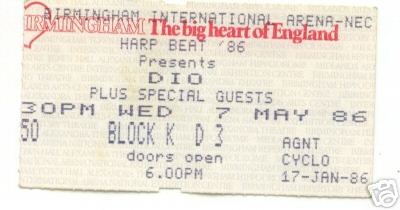 BIRMINGHAM INTERNATIONAL ARENA-NEC
BIRMINGHAM The big heart of England
HARP BEAT '86
Presents
DIO
PLUS SPECIAL GUESTS
30PM WED 7 MAY 86
50 BLOCK K D 3 AGNT
doors open CYCLO
6.00PM 17-JAN-86